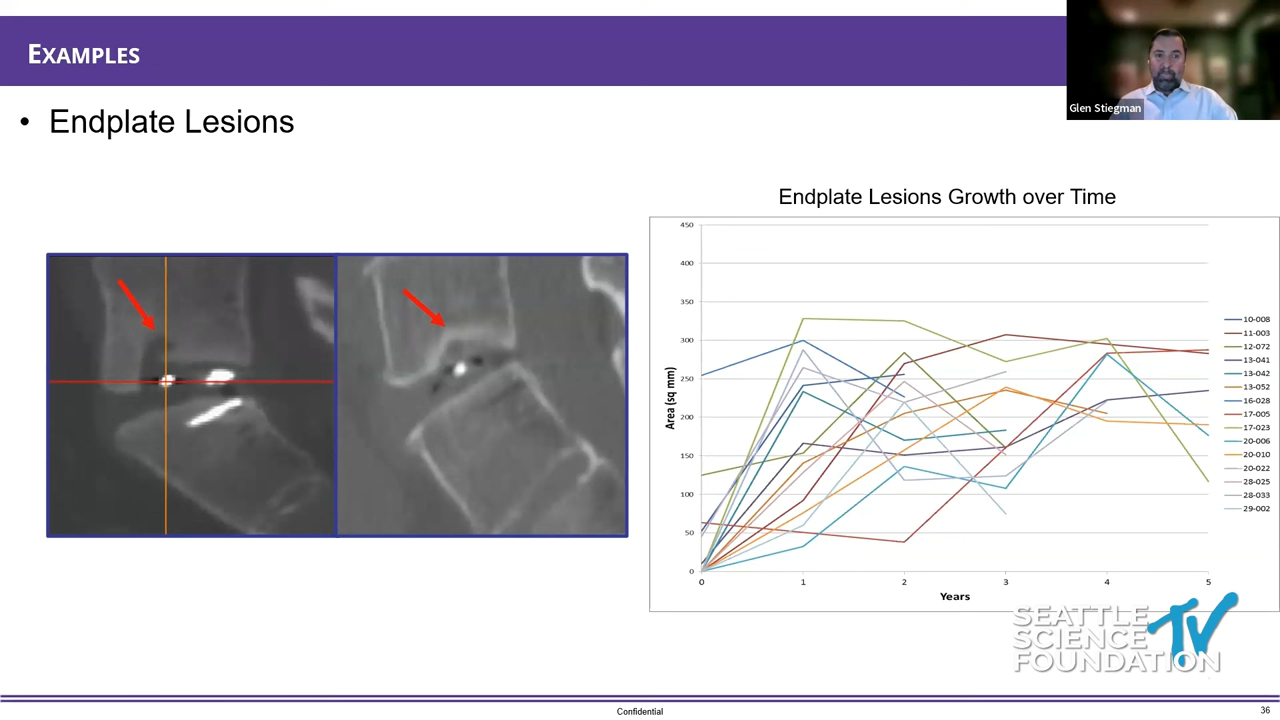 EXAMPLES
Glen Stiegman
• Endplate Lesions
Endplate Lesions Growth over Time
450
400
350
300
250
200
150
100
50
0
Area (sq mm)
0 1 2 3 4 5
Years
10-008
11-003
12-072
13-041
13-042
13-052
16-028
17-005
17-023
20-006
20-010
20-022
28-025
28-033
29-002
SEATTLE
SCIENCE
FOUNDATION
TV
Confidential
36